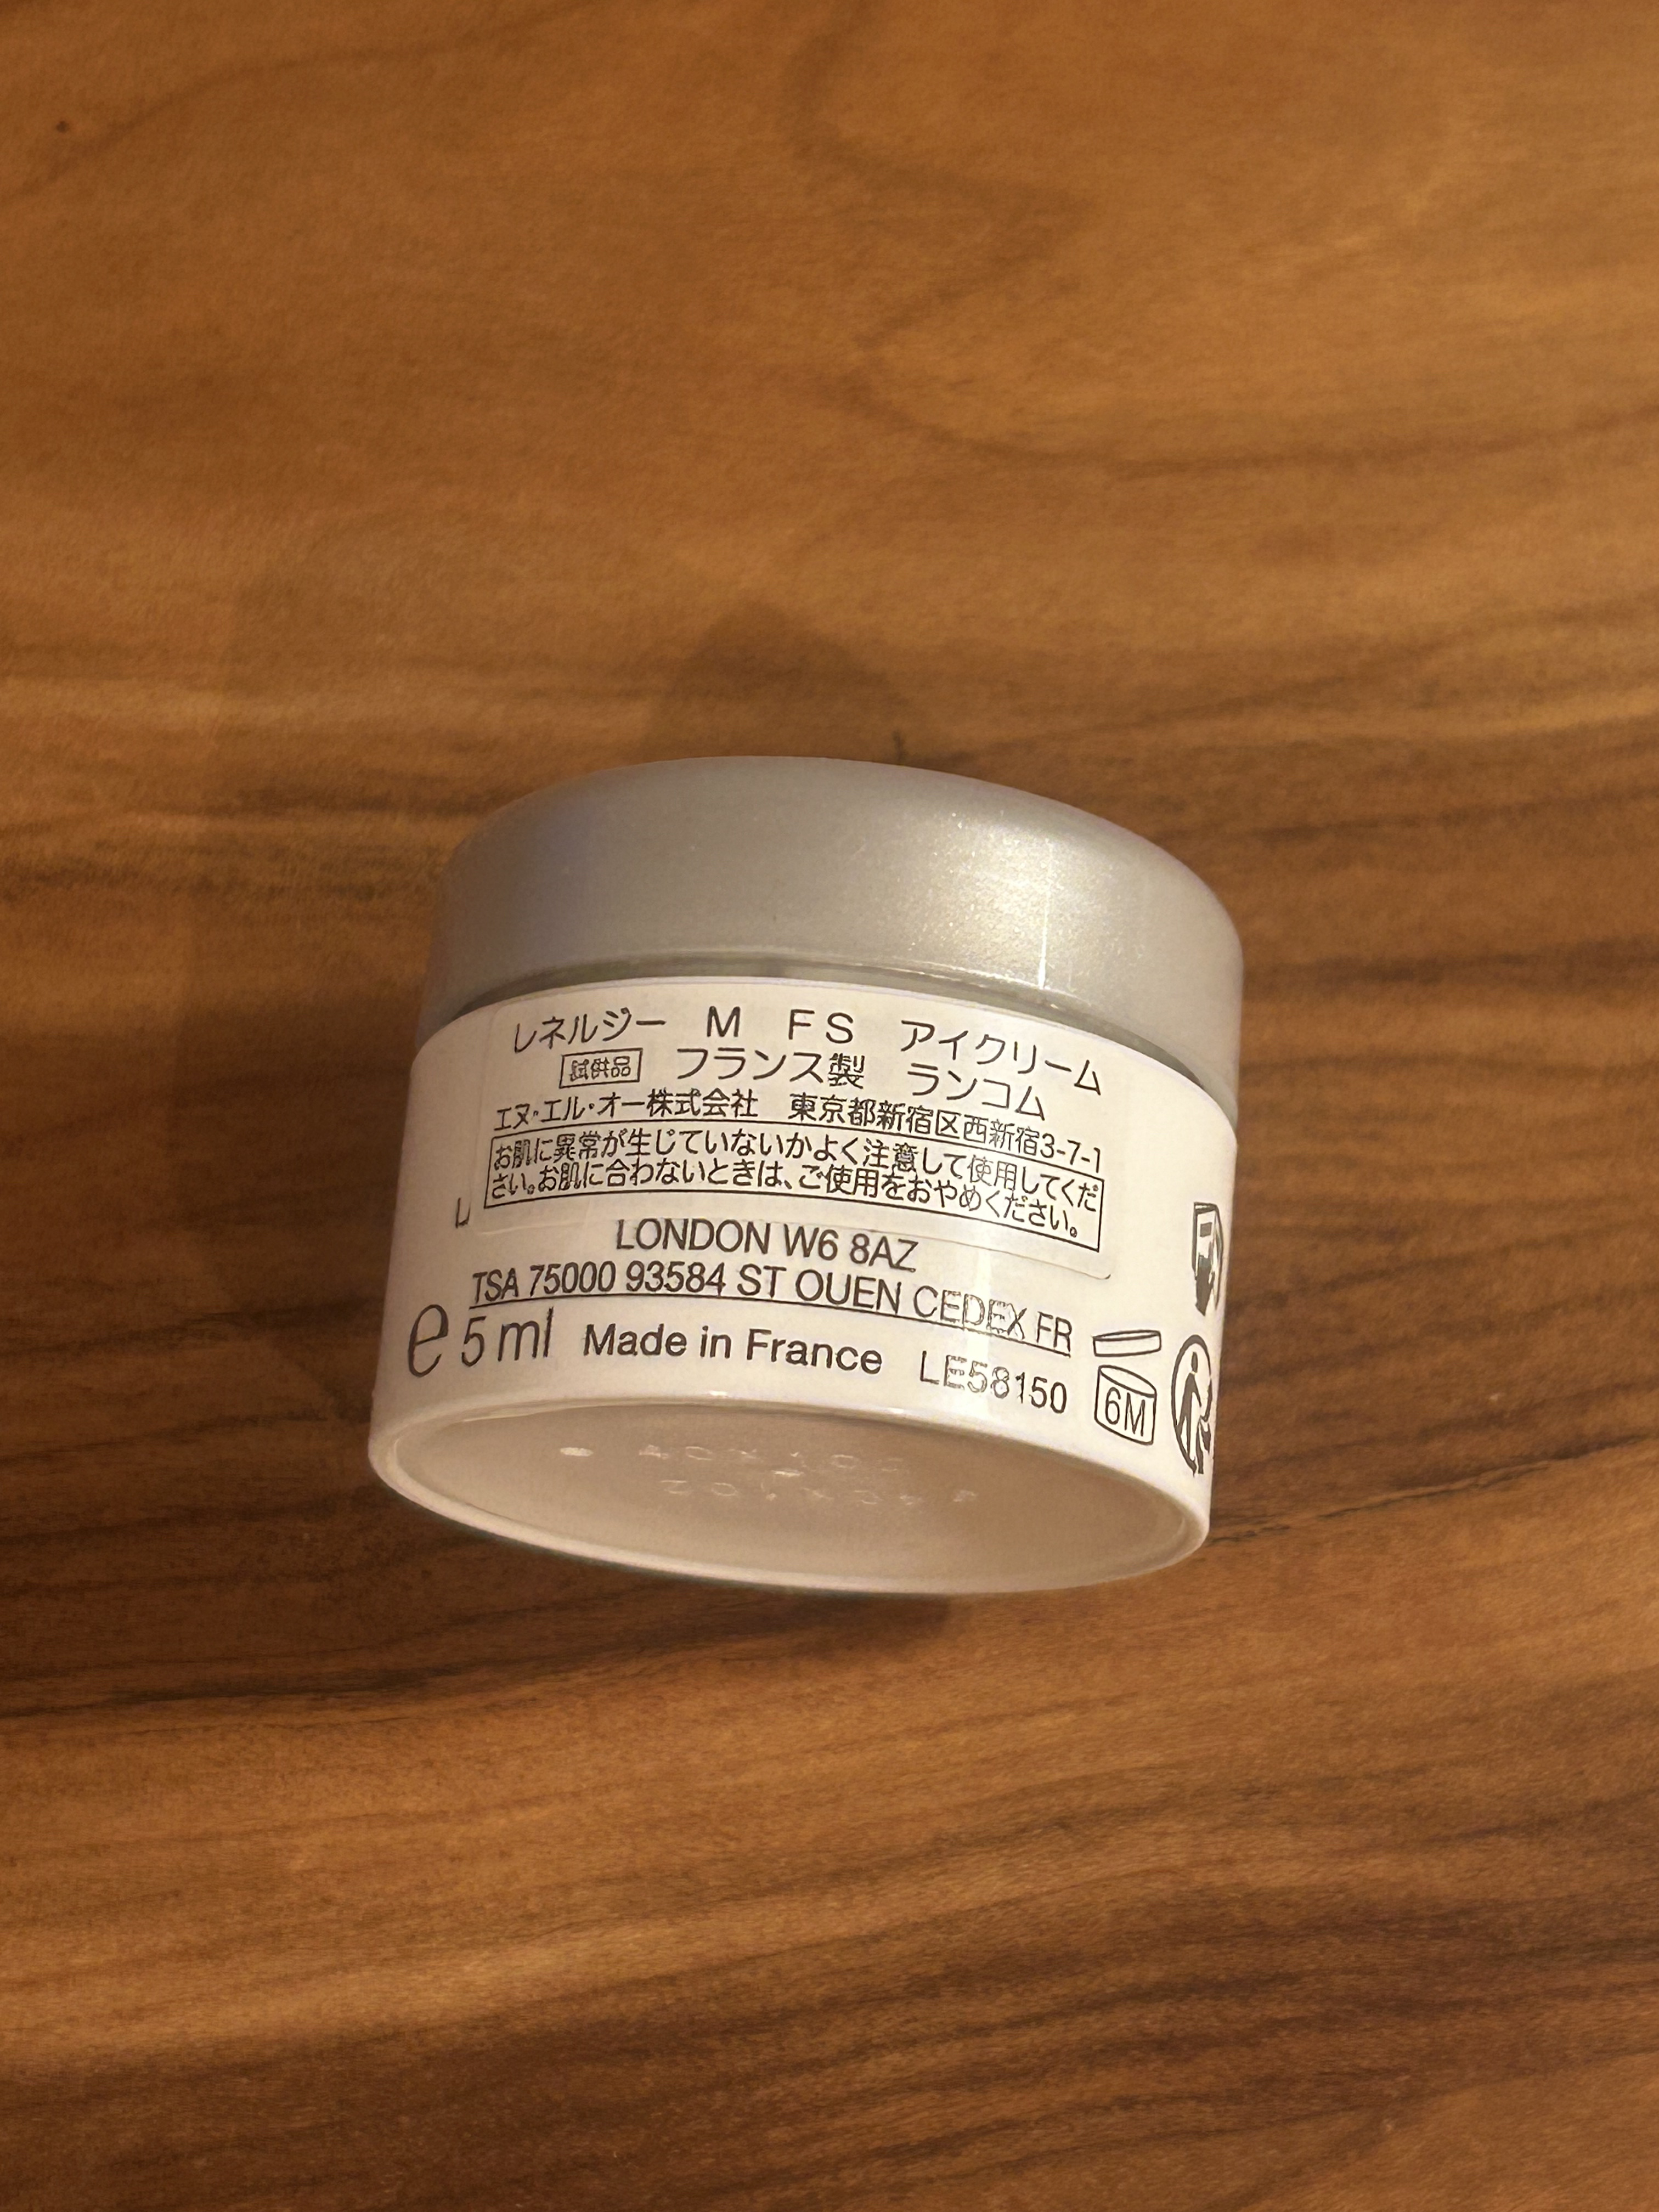 レネルジー M FS アイクリーム
試供品 フランス製 ランコム
エヌ・エル・オー株式会社 東京都新宿区西新宿3-7-1
お肌に異常が生じていないかよく注意して使用してくだ
さい。お肌に合わないときは、ご使用をおやめください。
L
LONDON W6 8AZ
TSA 75000 93584 ST OUEN CEDEX FR
e 5 ml Made in France LE58150
6M